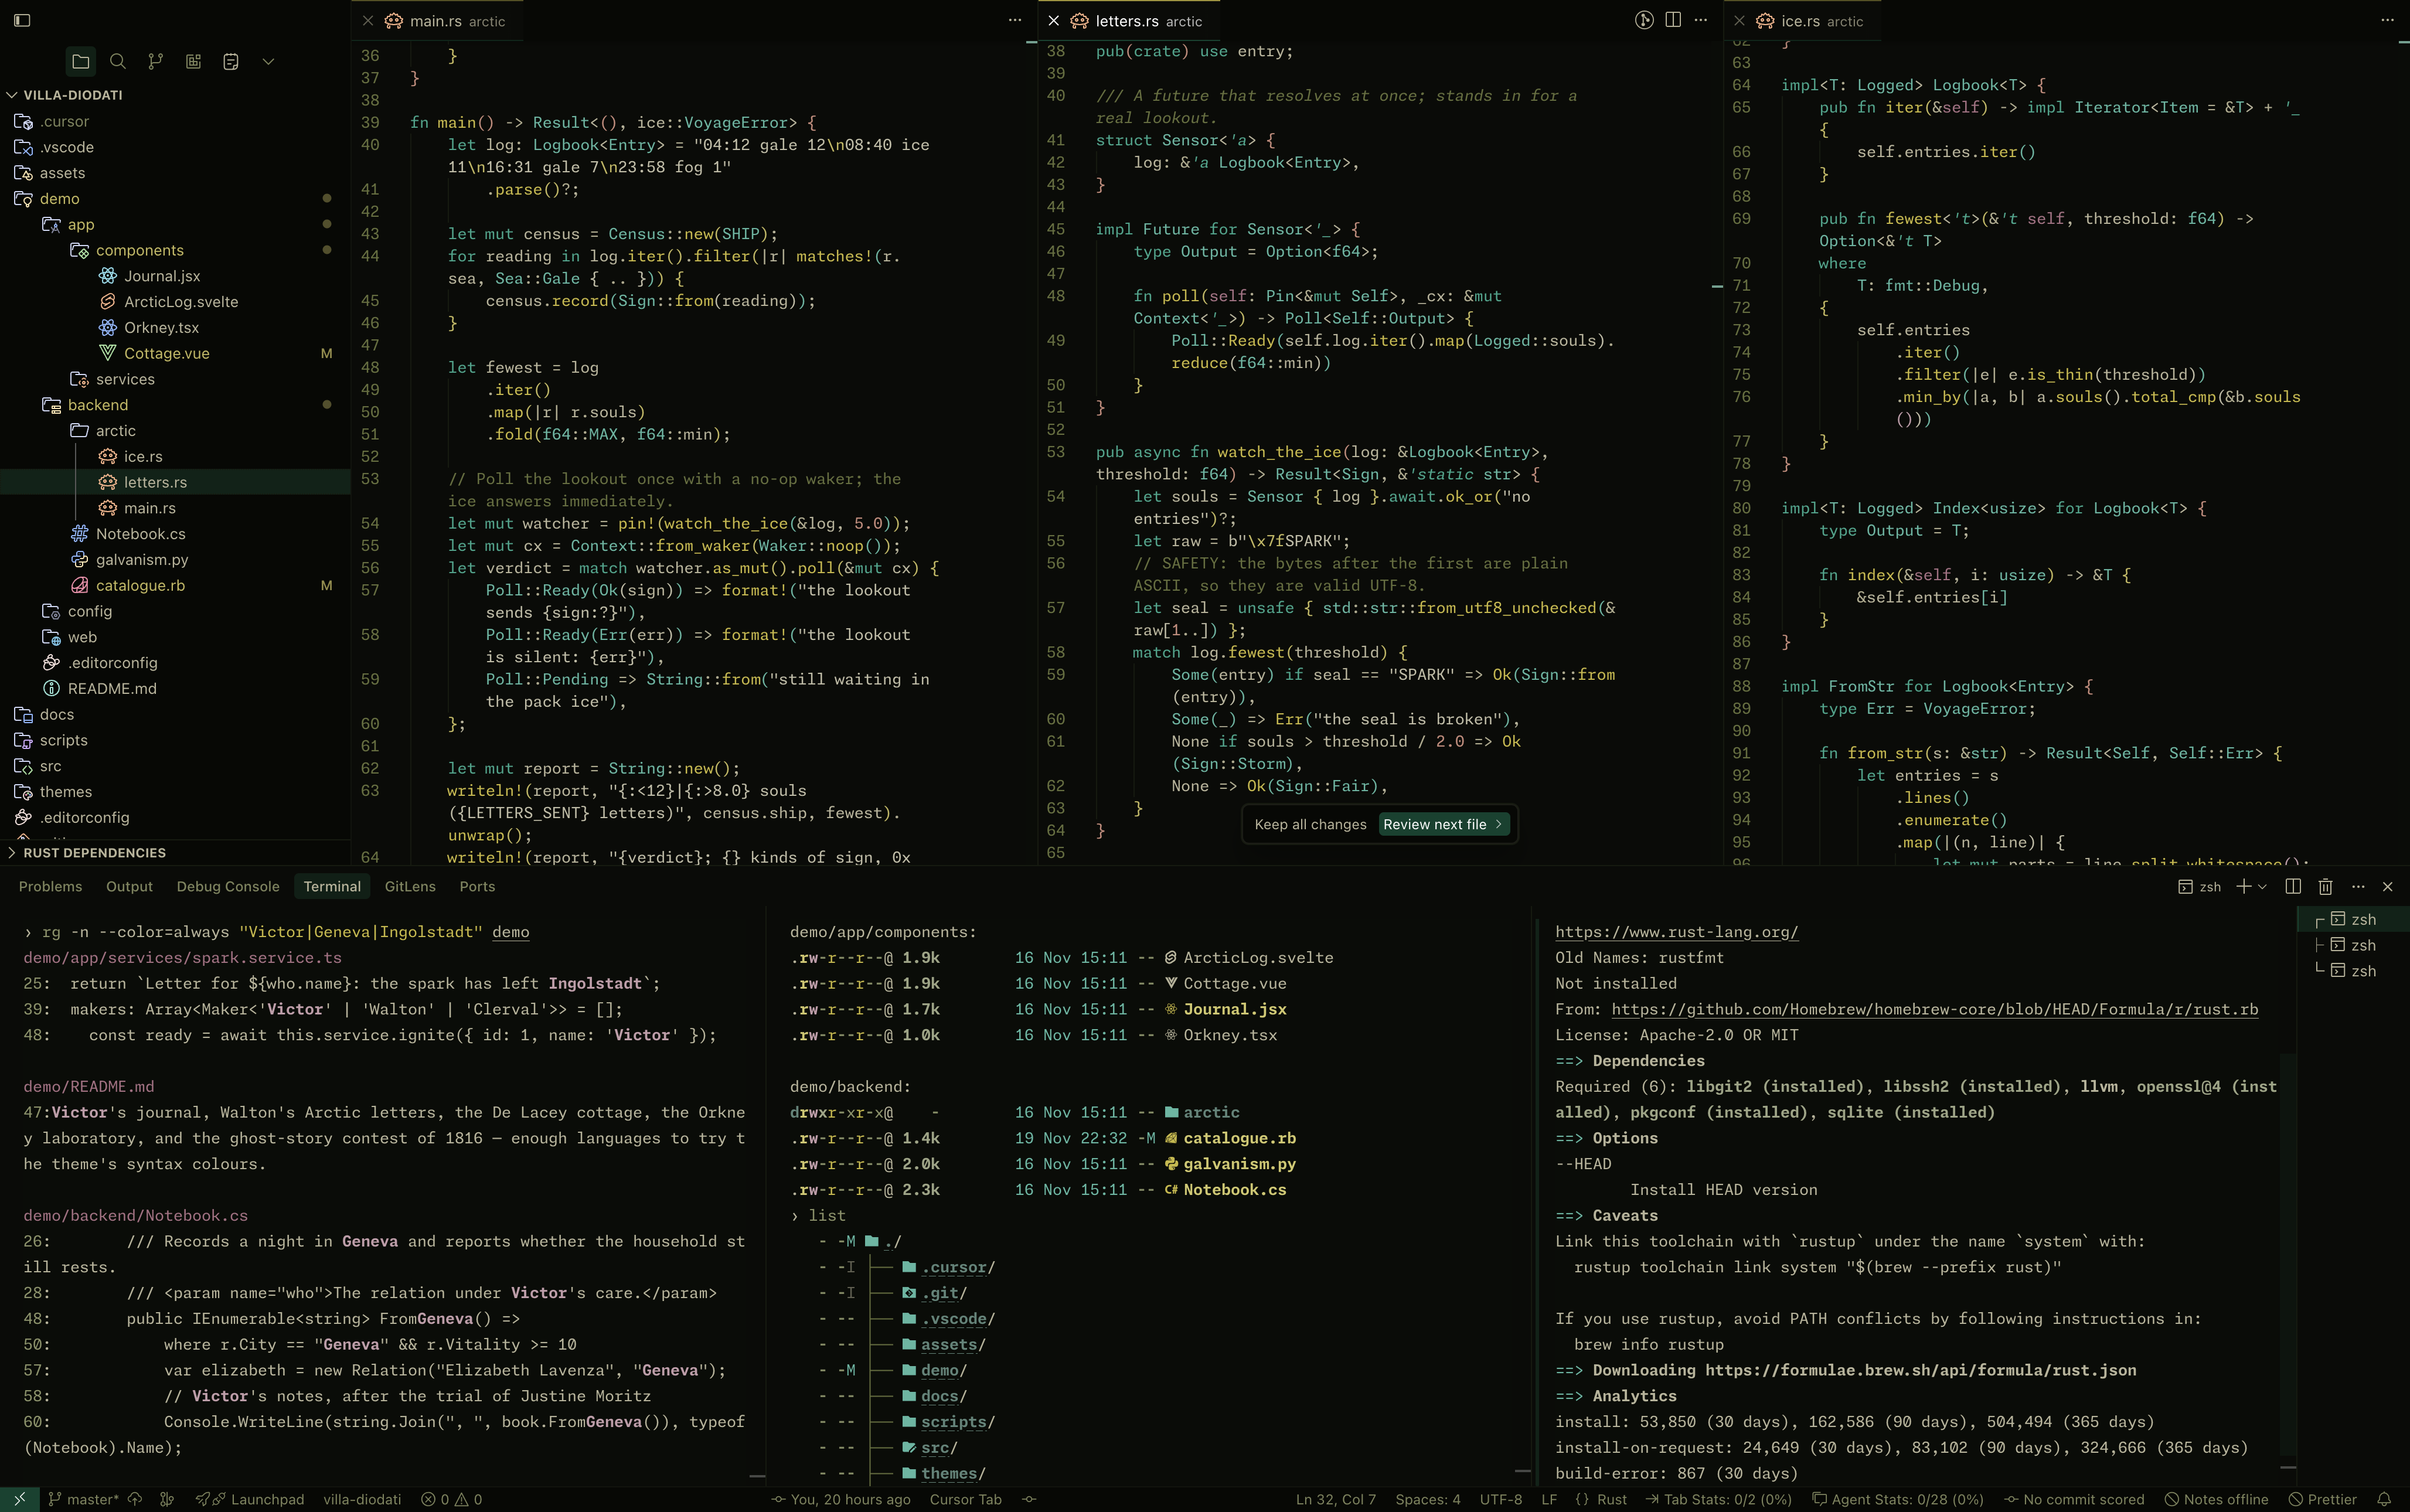 VILLA-DIODATI
.cursor
.vscode
assets
demo
app
components
Journal.jsx
ArcticLog.svelte
Orkney.tsx
Cottage.vue M
services
backend
arctic
ice.rs
letters.rs
main.rs
Notebook.cs
galvanism.py
catalogue.rb M
config
web
.editorconfig
README.md
docs
scripts
src
themes
.editorconfig
RUST DEPENDENCIES
main.rs arctic
36 }
37 }
38
39 fn main() -> Result<(), ice::VoyageError> {
40 let log: Logbook<Entry> = "04:12 gale 12\n08:40 ice
11\n16:31 gale 7\n23:58 fog 1"
41 .parse()?;
42
43 let mut census = Census::new(SHIP);
44 for reading in log.iter().filter(|r| matches!(r.
sea, Sea::Gale { .. })) {
45 census.record(Sign::from(reading));
46 }
47
48 let fewest = log
49 .iter()
50 .map(|r| r.souls)
51 .fold(f64::MAX, f64::min);
52
53 // Poll the lookout once with a no-op waker; the
ice answers immediately.
54 let mut watcher = pin!(watch_the_ice(&log, 5.0));
55 let mut cx = Context::from_waker(Waker::noop());
56 let verdict = match watcher.as_mut().poll(&mut cx) {
57 Poll::Ready(Ok(sign)) => format!("the lookout
sends {sign:?}"),
58 Poll::Ready(Err(err)) => format!("the lookout
is silent: {err}"),
59 Poll::Pending => String::from("still waiting in
the pack ice"),
60 };
61
62 let mut report = String::new();
63 writeln!(report, "{:<12}|{:>8.0} souls
({LETTERS_SENT} letters)", census.ship, fewest).
unwrap();
64 writeln!(report, "{verdict}; {} kinds of sign, 0x
letters.rs arctic
38 pub(crate) use entry;
39
40 /// A future that resolves at once; stands in for a
real lookout.
41 struct Sensor<'a> {
42 log: &'a Logbook<Entry>,
43 }
44
45 impl Future for Sensor<'_> {
46 type Output = Option<f64>;
47
48 fn poll(self: Pin<&mut Self>, _cx: &mut
Context<'_>) -> Poll<Self::Output> {
49 Poll::Ready(self.log.iter().map(Logged::souls).
reduce(f64::min))
50 }
51 }
52
53 pub async fn watch_the_ice(log: &Logbook<Entry>,
threshold: f64) -> Result<Sign, &'static str> {
54 let souls = Sensor { log }.await.ok_or("no
entries")?;
55 let raw = b"\x7fSPARK";
56 // SAFETY: the bytes after the first are plain
ASCII, so they are valid UTF-8.
57 let seal = unsafe { std::str::from_utf8_unchecked(&
raw[1..]) };
58 match log.fewest(threshold) {
59 Some(entry) if seal == "SPARK" => Ok(Sign::from
(entry)),
60 Some(_) => Err("the seal is broken"),
61 None if souls > threshold / 2.0 => Ok
(Sign::Storm),
62 None => Ok(Sign::Fair),
63 }
64 }
65
Keep all changes Review next file
ice.rs arctic
62 }
63
64 impl<T: Logged> Logbook<T> {
65 pub fn iter(&self) -> impl Iterator<Item = &T> + '_
{
66 self.entries.iter()
67 }
68
69 pub fn fewest<'t>(&'t self, threshold: f64) ->
Option<&'t T>
70 where
71 T: fmt::Debug,
72 {
73 self.entries
74 .iter()
75 .filter(|e| e.is_thin(threshold))
76 .min_by(|a, b| a.souls().total_cmp(&b.souls
()))
77 }
78 }
79
80 impl<T: Logged> Index<usize> for Logbook<T> {
81 type Output = T;
82
83 fn index(&self, i: usize) -> &T {
84 &self.entries[i]
85 }
86 }
87
88 impl FromStr for Logbook<Entry> {
89 type Err = VoyageError;
90
91 fn from_str(s: &str) -> Result<Self, Self::Err> {
92 let entries = s
93 .lines()
94 .enumerate()
95 .map(|(n, line)| {
96 let mut parts = line.split_whitespace();
Problems Output Debug Console Terminal GitLens Ports
zsh
› rg -n --color=always "Victor|Geneva|Ingolstadt" demo
demo/app/services/spark.service.ts
25: return `Letter for ${who.name}: the spark has left Ingolstadt`;
39: makers: Array<Maker<'Victor' | 'Walton' | 'Clerval'>> = [];
48: const ready = await this.service.ignite({ id: 1, name: 'Victor' });
demo/README.md
47:Victor's journal, Walton's Arctic letters, the De Lacey cottage, the Orkne
y laboratory, and the ghost-story contest of 1816 — enough languages to try t
he theme's syntax colours.
demo/backend/Notebook.cs
26: /// Records a night in Geneva and reports whether the household st
ill rests.
28: /// <param name="who">The relation under Victor's care.</param>
48: public IEnumerable<string> FromGeneva() =>
50: where r.City == "Geneva" && r.Vitality >= 10
57: var elizabeth = new Relation("Elizabeth Lavenza", "Geneva");
58: // Victor's notes, after the trial of Justine Moritz
60: Console.WriteLine(string.Join(", ", book.FromGeneva()), typeof
(Notebook).Name);
demo/app/components:
.rw-r--r--@ 1.9k 16 Nov 15:11 -- ArcticLog.svelte
.rw-r--r--@ 1.9k 16 Nov 15:11 -- Cottage.vue
.rw-r--r--@ 1.7k 16 Nov 15:11 -- Journal.jsx
.rw-r--r--@ 1.0k 16 Nov 15:11 -- Orkney.tsx
demo/backend:
drwxr-xr-x@ - 16 Nov 15:11 -- arctic
.rw-r--r--@ 1.4k 19 Nov 22:32 -M catalogue.rb
.rw-r--r--@ 2.0k 16 Nov 15:11 -- galvanism.py
.rw-r--r--@ 2.3k 16 Nov 15:11 -- Notebook.cs
› list
- -M ./
- -I .cursor/
- -I .git/
- -- .vscode/
- -- assets/
- -M demo/
- -- docs/
- -- scripts/
- -- src/
- -- themes/
https://www.rust-lang.org/
Old Names: rustfmt
Not installed
From: https://github.com/Homebrew/homebrew-core/blob/HEAD/Formula/r/rust.rb
License: Apache-2.0 OR MIT
==> Dependencies
Required (6): libgit2 (installed), libssh2 (installed), llvm, openssl@4 (inst
alled), pkgconf (installed), sqlite (installed)
==> Options
--HEAD
Install HEAD version
==> Caveats
Link this toolchain with `rustup` under the name `system` with:
rustup toolchain link system "$(brew --prefix rust)"
If you use rustup, avoid PATH conflicts by following instructions in:
brew info rustup
==> Downloading https://formulae.brew.sh/api/formula/rust.json
==> Analytics
install: 53,850 (30 days), 162,586 (90 days), 504,494 (365 days)
install-on-request: 24,649 (30 days), 83,102 (90 days), 324,666 (365 days)
build-error: 867 (30 days)
zsh
zsh
zsh
master* Launchpad villa-diodati 0 0 You, 20 hours ago Cursor Tab Ln 32, Col 7 Spaces: 4 UTF-8 LF {} Rust Tab Stats: 0/2 (0%) Agent Stats: 0/28 (0%) No commit scored Notes offline Prettier